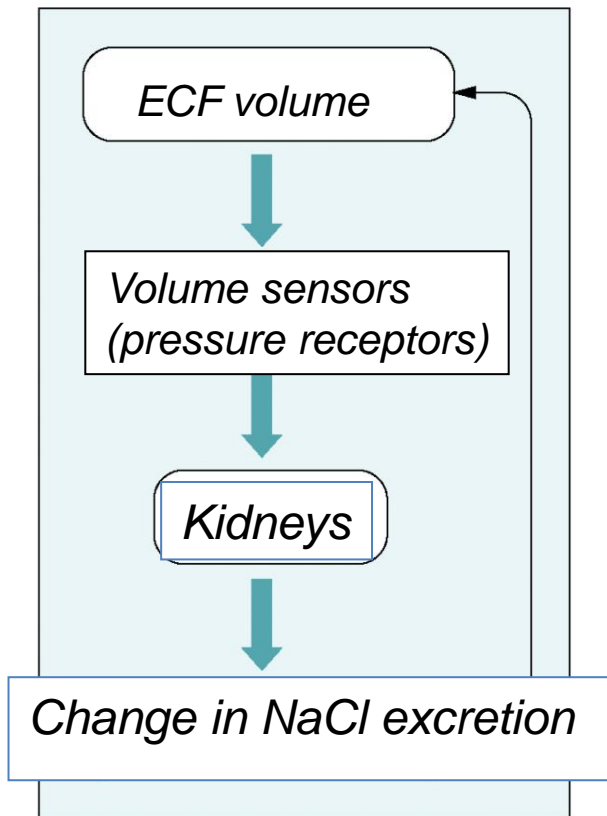 ECF volume
Volume sensors
(pressure receptors)
Kidneys
Change in NaCl excretion